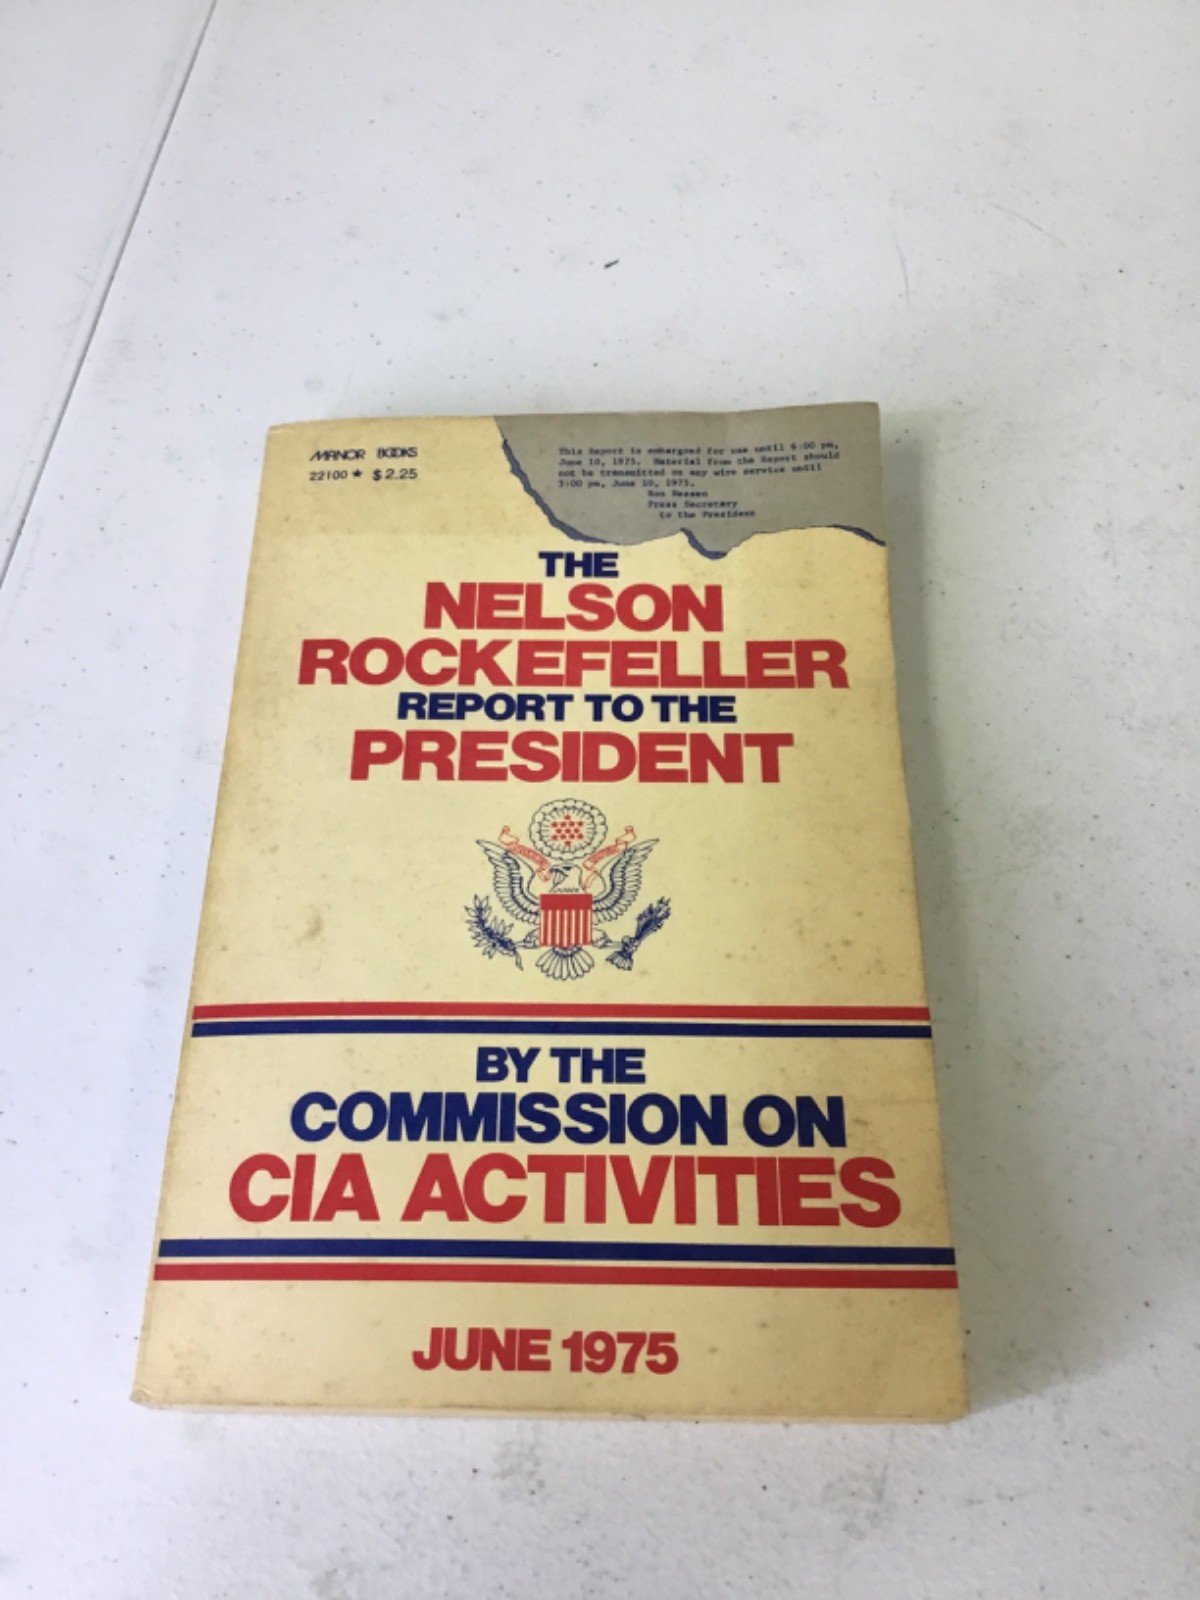 MANOR BOOKS
22100 ★ $2.25
This Report is embargoed for use until 6:00 pm,
June 10, 1975. Material from the Report should
not be transmitted on any wire service until
3:00 pm, June 10, 1975.
Ron Nessen
Press Secretary
to the President
THE
NELSON
ROCKEFELLER
REPORT TO THE
PRESIDENT
BY THE
COMMISSION ON
CIA ACTIVITIES
JUNE 1975